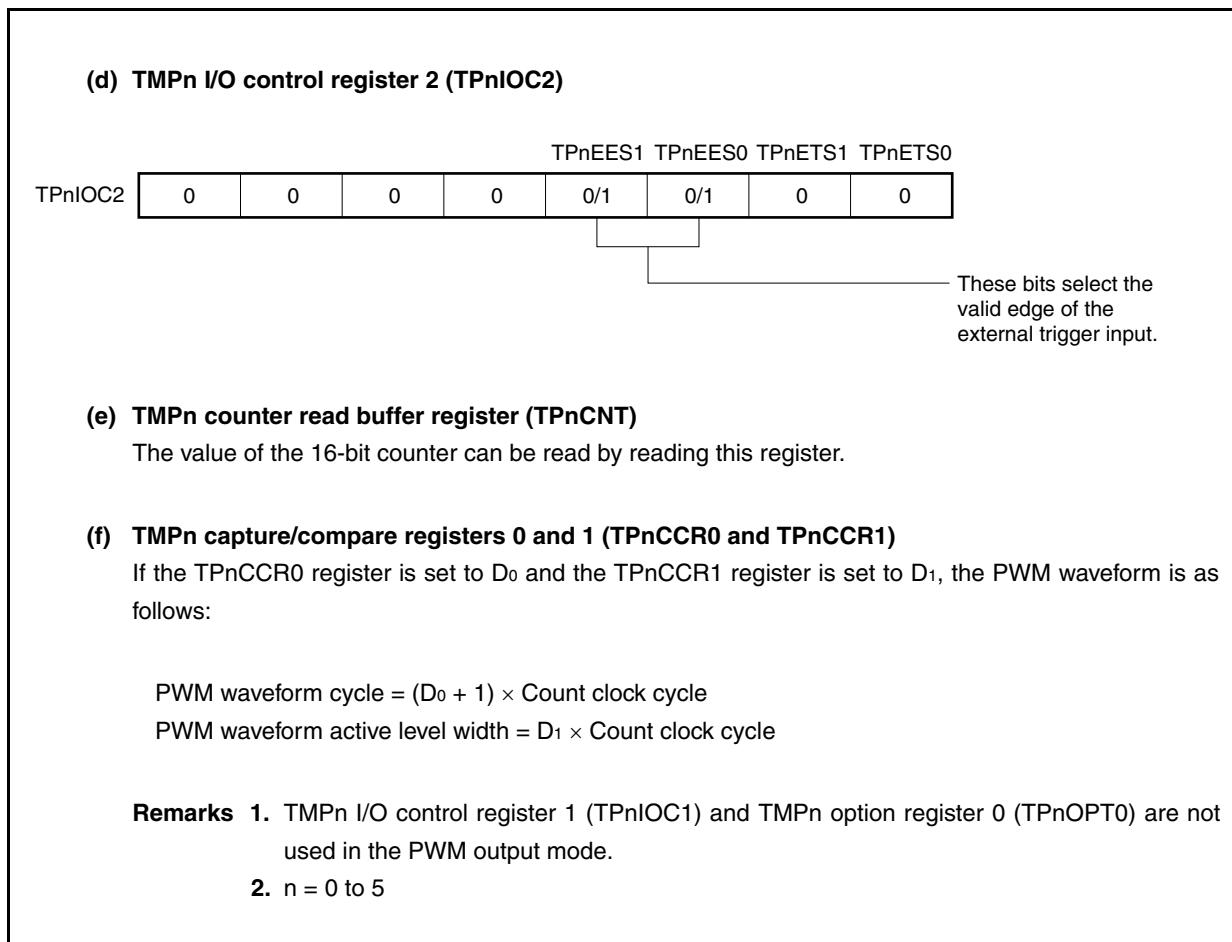 (d) TMPn I/O control register 2 (TPnIOC2)
TPnEES1 TPnEES0 TPnETS1 TPnETS0
TPnIOC2 0 0 0 0 0/1 0/1 0 0
These bits select the
valid edge of the
external trigger input.
(e) TMPn counter read buffer register (TPnCNT)
The value of the 16-bit counter can be read by reading this register.
(f) TMPn capture/compare registers 0 and 1 (TPnCCR0 and TPnCCR1)
If the TPnCCR0 register is set to D₀ and the TPnCCR1 register is set to D₁, the PWM waveform is as
follows:
PWM waveform cycle = (D₀ + 1) × Count clock cycle
PWM waveform active level width = D₁ × Count clock cycle
Remarks 1. TMPn I/O control register 1 (TPnIOC1) and TMPn option register 0 (TPnOPT0) are not
used in the PWM output mode.
2. n = 0 to 5